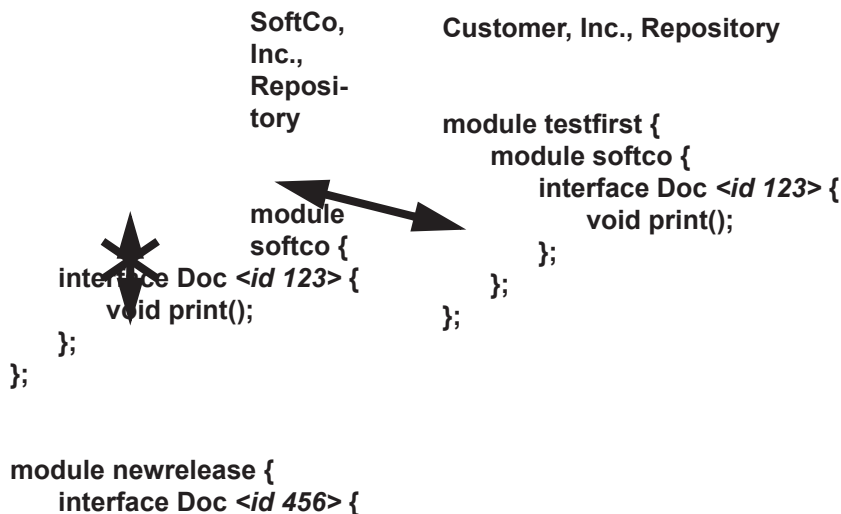 SoftCo,
Inc.,
Reposi-
tory
module
softco {
interface Doc <id 123> {
void print();
};
};
module newrelease {
interface Doc <id 456> {
Customer, Inc., Repository
module testfirst {
module softco {
interface Doc <id 123> {
void print();
};
};
};